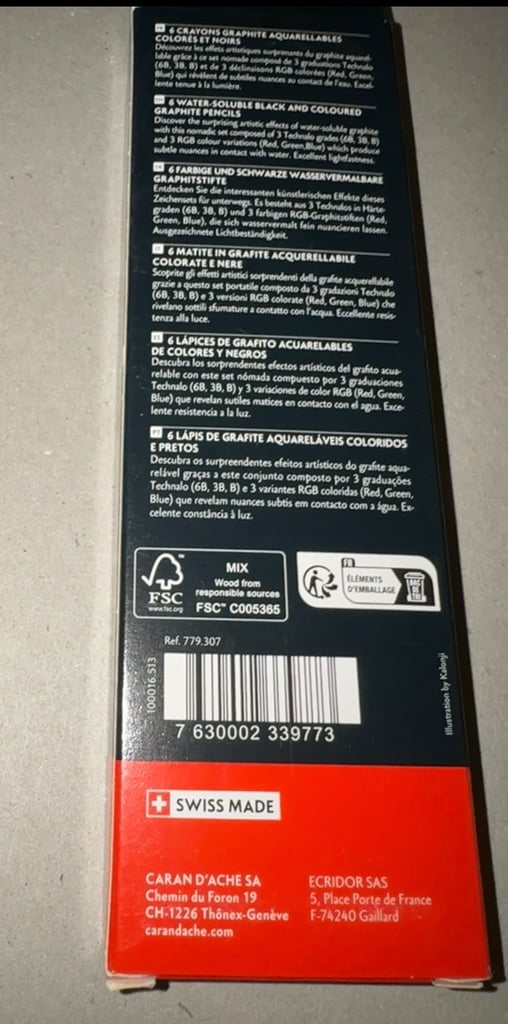 FR 6 CRAYONS GRAPHITE AQUARELLABLES
COLORÉS ET NOIRS
Découvrez les effets artistiques surprenants du graphite aquarel-
lable grâce à ce set nomade composé de 3 graduations Technalo
(6B, 3B, B) et de 3 déclinaisons RGB colorées (Red, Green,
Blue) qui révèlent de subtiles nuances au contact de l'eau. Excel-
lente tenue à la lumière.
EN 6 WATER-SOLUBLE BLACK AND COLOURED
GRAPHITE PENCILS
Discover the surprising artistic effects of water-soluble graphite
with this nomadic set composed of 3 Technalo grades (6B, 3B, B)
and 3 RGB colour variations (Red, Green,Blue) which produce
subtle nuances in contact with water. Excellent lightfastness.
DE 6 FARBIGE UND SCHWARZE WASSERVERMALBARE
GRAPHITSTIFTE
Entdecken Sie die interessanten künstlerischen Effekte dieses
Zeichensets für unterwegs. Es besteht aus 3 Technalos in Härte-
graden (6B, 3B, B) und 3 farbigen RGB-Graphitstiften (Red,
Green, Blue), die sich wasservermalt fein nuancieren lassen.
Ausgezeichnete Lichtbeständigkeit.
IT 6 MATITE IN GRAFITE ACQUERELLABILE
COLORATE E NERE
Scoprite gli effetti artistici sorprendenti della grafite acquerellabile
grazie a questo set portatile composto da 3 gradazioni Technalo
(6B, 3B, B) e 3 versioni RGB colorate (Red, Green, Blue) che
rivelano sottili sfumature a contatto con l'acqua. Eccellente resis-
tenza alla luce.
ES 6 LÁPICES DE GRAFITO ACUARELABLES
DE COLORES Y NEGROS
Descubra los sorprendentes efectos artísticos del grafito acua-
relable con este set nómada compuesto por 3 graduaciones
Technalo (6B, 3B, B) y 3 variaciones de color RGB (Red, Green,
Blue) que revelan sutiles matices en contacto con el agua. Exce-
lente resistencia a la luz.
PT 6 LÁPIS DE GRAFITE AQUARELÁVEIS COLORIDOS
E PRETOS
Descubra os surpreendentes efeitos artísticos do grafite aqua-
relável graças a este conjunto composto por 3 graduações
Technalo (6B, 3B, B) e 3 variantes RGB coloridas (Red, Green,
Blue) que revelam nuances subtis em contacto com a água. Ex-
celente constância à luz.
FSC
www.fsc.org
MIX
Wood from
responsible sources
FSC™ C005365
FR
ÉLÉMENTS
D'EMBALLAGE
BAC
DE
TRI
Ref. 779.307
100016.513
7 630002 339773
Illustration by Kalonji
SWISS MADE
CARAN D'ACHE SA
Chemin du Foron 19
CH-1226 Thônex-Genève
carandache.com
ECRIDOR SAS
5, Place Porte de France
F-74240 Gaillard